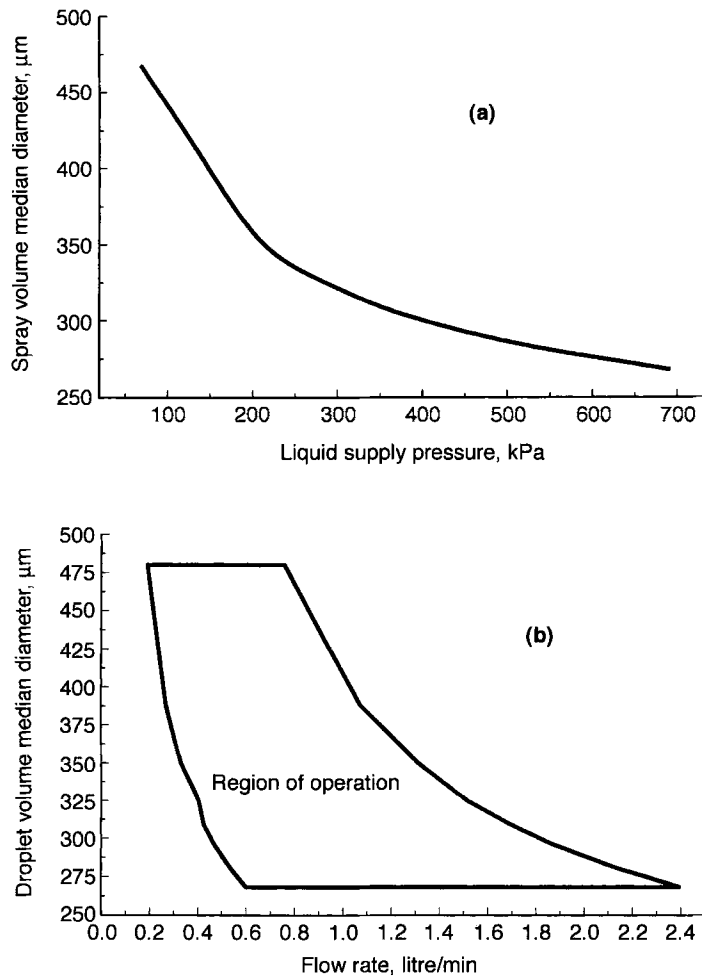 500
450
400
350
300
250
Spray volume median diameter, μm
(a)
100 200 300 400 500 600 700
Liquid supply pressure, kPa
500
475
450
425
400
375
350
325
300
275
250
Droplet volume median diameter, μm
(b)
Region of operation
0.0 0.2 0.4 0.6 0.8 1.0 1.2 1.4 1.6 1.8 2.0 2.2 2.4
Flow rate, litre/min